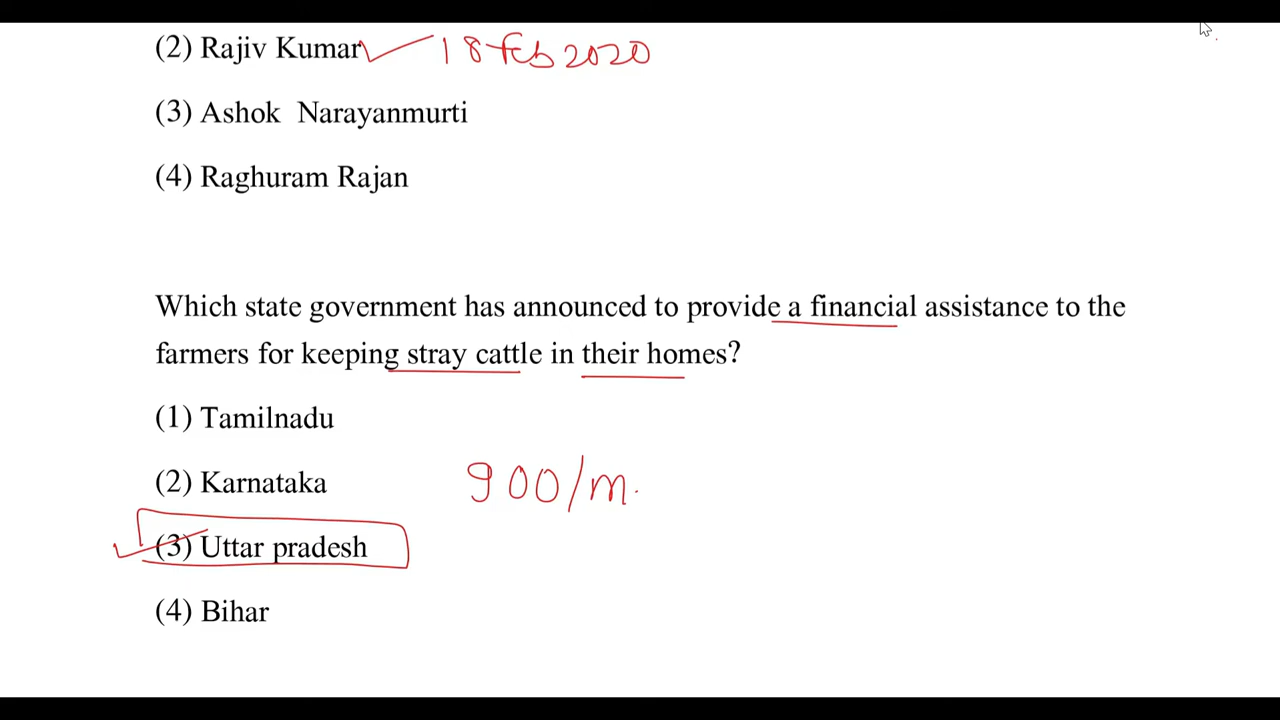 (2) Rajiv Kumar 18 Feb 2020
(3) Ashok Narayanmurti
(4) Raghuram Rajan
Which state government has announced to provide a financial assistance to the
farmers for keeping stray cattle in their homes?
(1) Tamilnadu
(2) Karnataka 900/m.
(3) Uttar pradesh
(4) Bihar